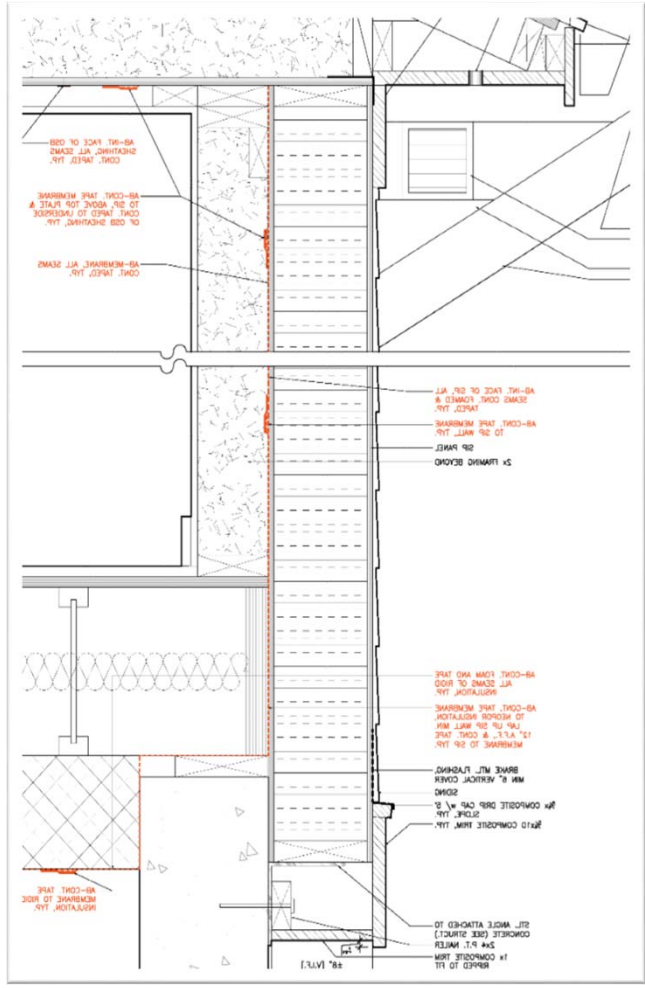 AB-INT. FACE OF OSB
SHEATHING, ALL SEAMS
CONT. TAPED, TYP.
AB-CONT. TAPE MEMBRANE
TO SIP, ABOVE TOP PLATE &
CONT. TAPED TO UNDERSIDE
OF OSB SHEATHING, TYP.
AB-MEMBRANE, ALL SEAMS
CONT. TAPED, TYP.
AB-INT. FACE OF SIP, ALL
SEAMS CONT. FOAMED &
TAPED, TYP.
AB-CONT. TAPE MEMBRANE
TO SIP WALL, TYP.
SIP PANEL
2x FRAMING BEYOND
AB-CONT. FOAM AND TAPE
ALL SEAMS OF RIGID
INSULATION, TYP.
AB-CONT. TAPE MEMBRANE
TO NEOPOR INSULATION,
LAP UP SIP WALL MIN.
12" A.F.F., & CONT. TAPE
MEMBRANE TO SIP TYP.
BRAKE MTL. FLASHING,
MIN 6" VERTICAL COVER
SIDING
COMPOSITE DRIP CAP w/ 5°
SLOPE, TYP.
COMPOSITE TRIM, TYP.
AB-CONT. TAPE
MEMBRANE TO RIGID
INSULATION, TYP.
STL. ANGLE ATTACHED TO
CONCRETE (SEE STRUCT.)
2x4 P.T. NAILER
1x COMPOSITE TRIM
RIPPED TO FIT
±8" (V.I.F.)